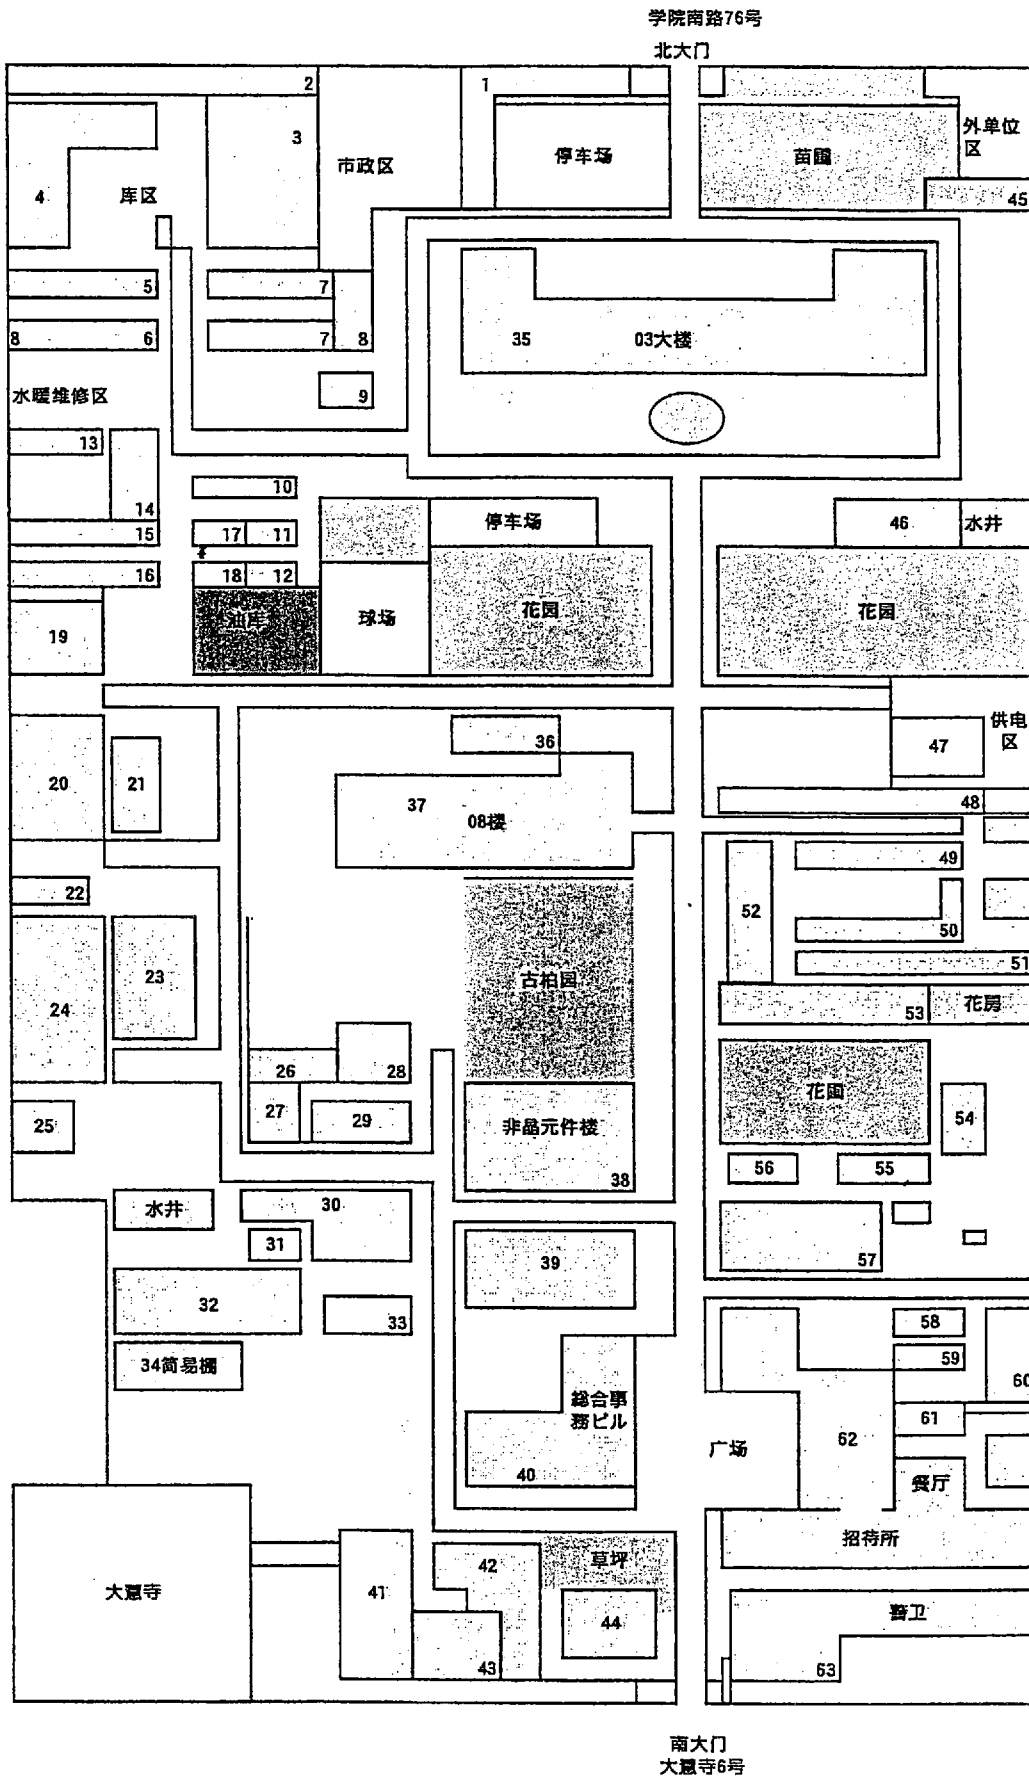 学院南路76号
北大门
2
1
3
市政区
停车场
苗圃
外单位
区
4
库区
45
5
7
8
6
7
8
35
03大楼
9
水暖维修区
13
14
10
15
17
11
停车场
46
水井
16
18
12
油库
球场
花园
花园
19
36
供电
区
47
20
21
37
08楼
48
49
22
52
50
23
24
古柏园
51
53
花房
26
28
花园
27
29
25
非晶元件楼
38
54
56
55
水井
30
31
57
39
32
33
58
59
34简易棚
60
総合事
務ビル
61
广场
62
40
餐厅
招待所
草坪
42
大慧寺
41
44
警卫
43
63
南大门
大慧寺6号